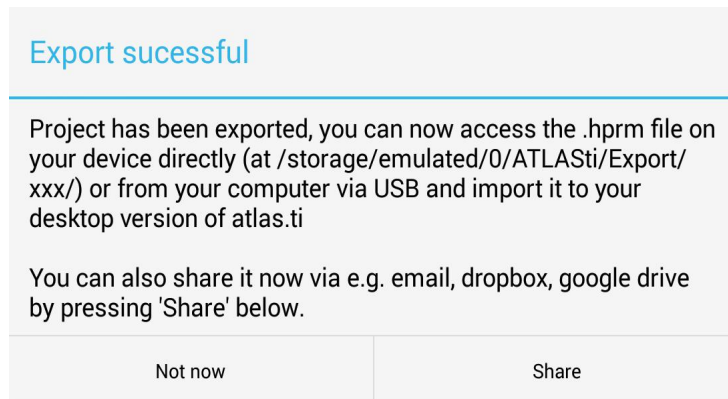 Export sucessful
Project has been exported, you can now access the .hprm file on
your device directly (at /storage/emulated/0/ATLASti/Export/
xxx/) or from your computer via USB and import it to your
desktop version of atlas.ti
You can also share it now via e.g. email, dropbox, google drive
by pressing 'Share' below.
Not now
Share